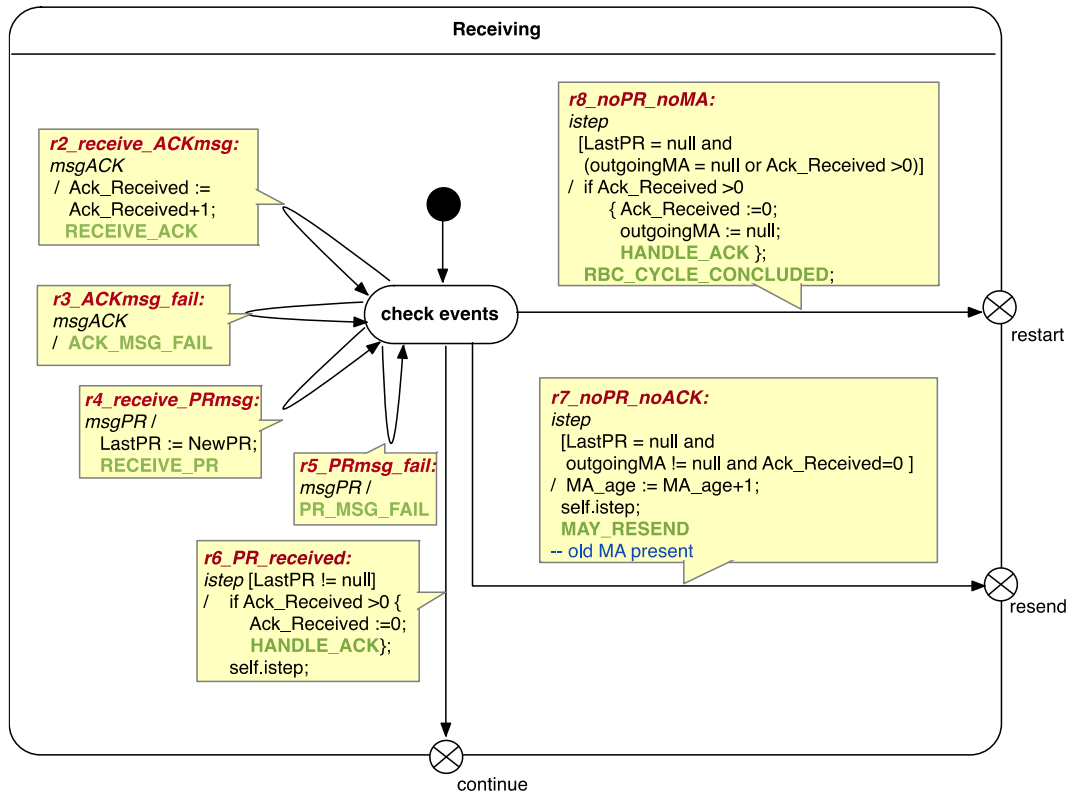 Receiving
r8_noPR_noMA:
istep
[LastPR = null and
(outgoingMA = null or Ack_Received >0)]
/ if Ack_Received >0
{ Ack_Received :=0;
outgoingMA := null;
HANDLE_ACK };
RBC_CYCLE_CONCLUDED;
r2_receive_ACKmsg:
msgACK
/ Ack_Received :=
Ack_Received+1;
RECEIVE_ACK
r3_ACKmsg_fail:
msgACK
/ ACK_MSG_FAIL
check events
restart
r4_receive_PRmsg:
msgPR /
LastPR := NewPR;
RECEIVE_PR
r5_PRmsg_fail:
msgPR /
PR_MSG_FAIL
r7_noPR_noACK:
istep
[LastPR = null and
outgoingMA != null and Ack_Received=0 ]
/ MA_age := MA_age+1;
self.istep;
MAY_RESEND
-- old MA present
r6_PR_received:
istep [LastPR != null]
/ if Ack_Received >0 {
Ack_Received :=0;
HANDLE_ACK};
self.istep;
resend
continue